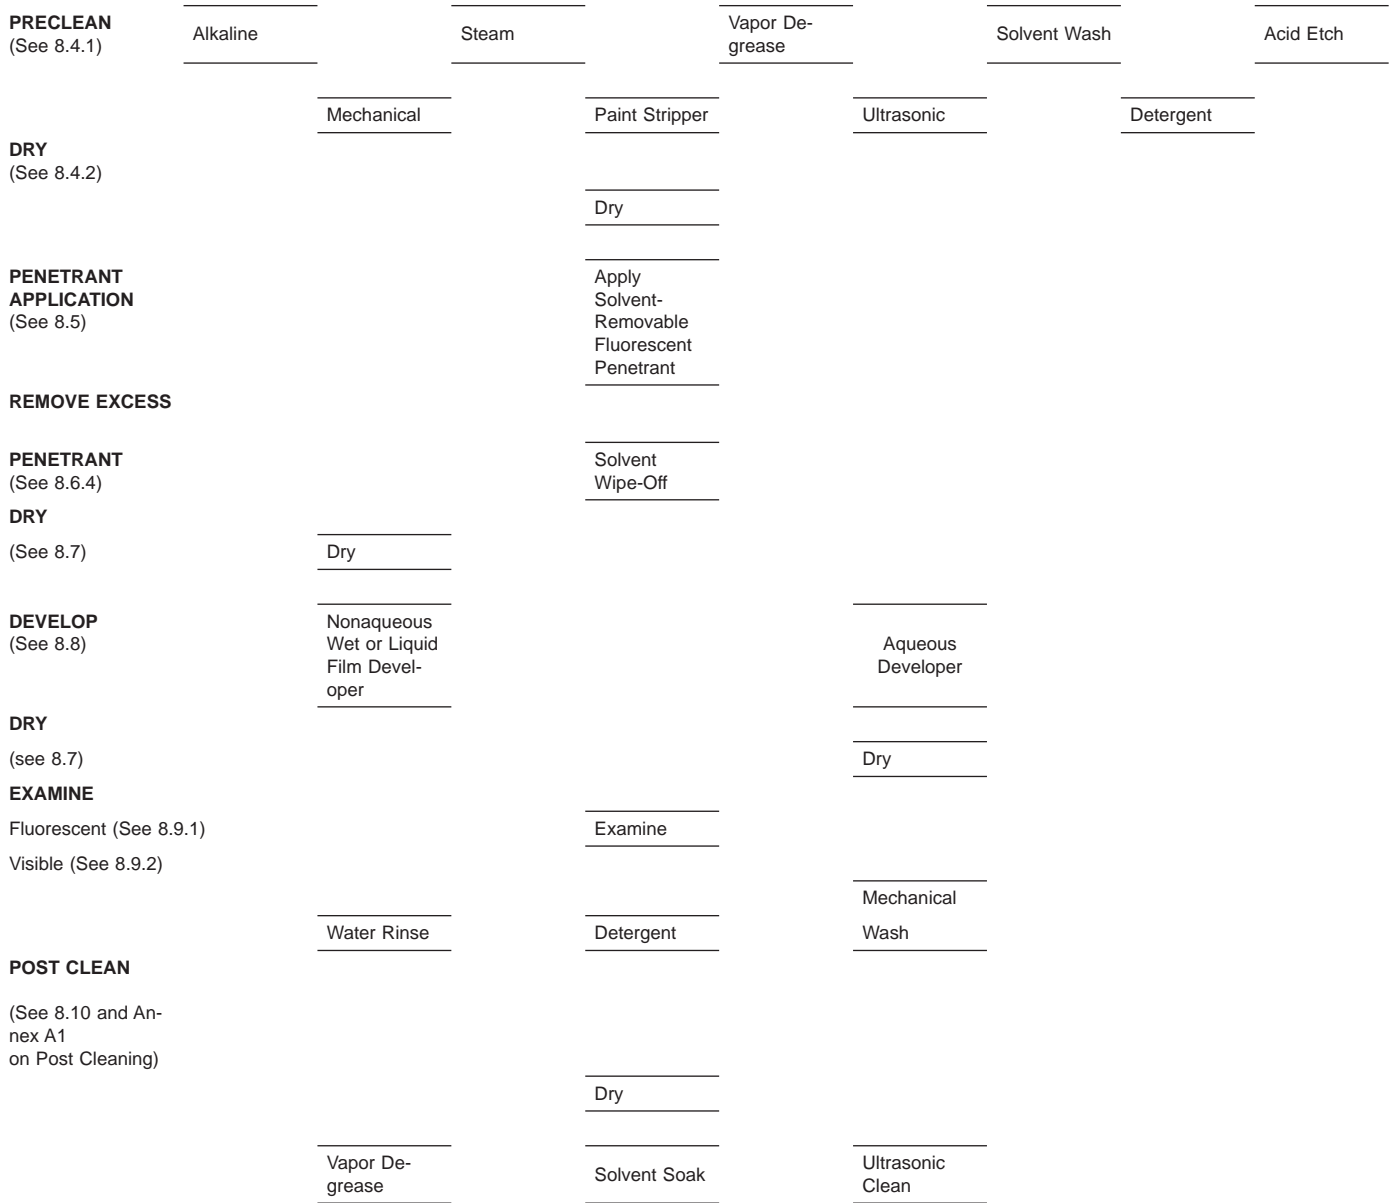 PRECLEAN
(See 8.4.1)
Alkaline
Steam
Vapor De-
grease
Solvent Wash
Acid Etch
Mechanical
Paint Stripper
Ultrasonic
Detergent
DRY
(See 8.4.2)
Dry
PENETRANT
APPLICATION
(See 8.5)
Apply
Solvent-
Removable
Fluorescent
Penetrant
REMOVE EXCESS
PENETRANT
(See 8.6.4)
Solvent
Wipe-Off
DRY
(See 8.7)
Dry
DEVELOP
(See 8.8)
Nonaqueous
Wet or Liquid
Film Devel-
oper
Aqueous
Developer
DRY
(see 8.7)
Dry
EXAMINE
Fluorescent (See 8.9.1)
Examine
Visible (See 8.9.2)
Mechanical
Water Rinse
Detergent
Wash
POST CLEAN
(See 8.10 and An-
nex A1
on Post Cleaning)
Dry
Vapor De-
grease
Solvent Soak
Ultrasonic
Clean